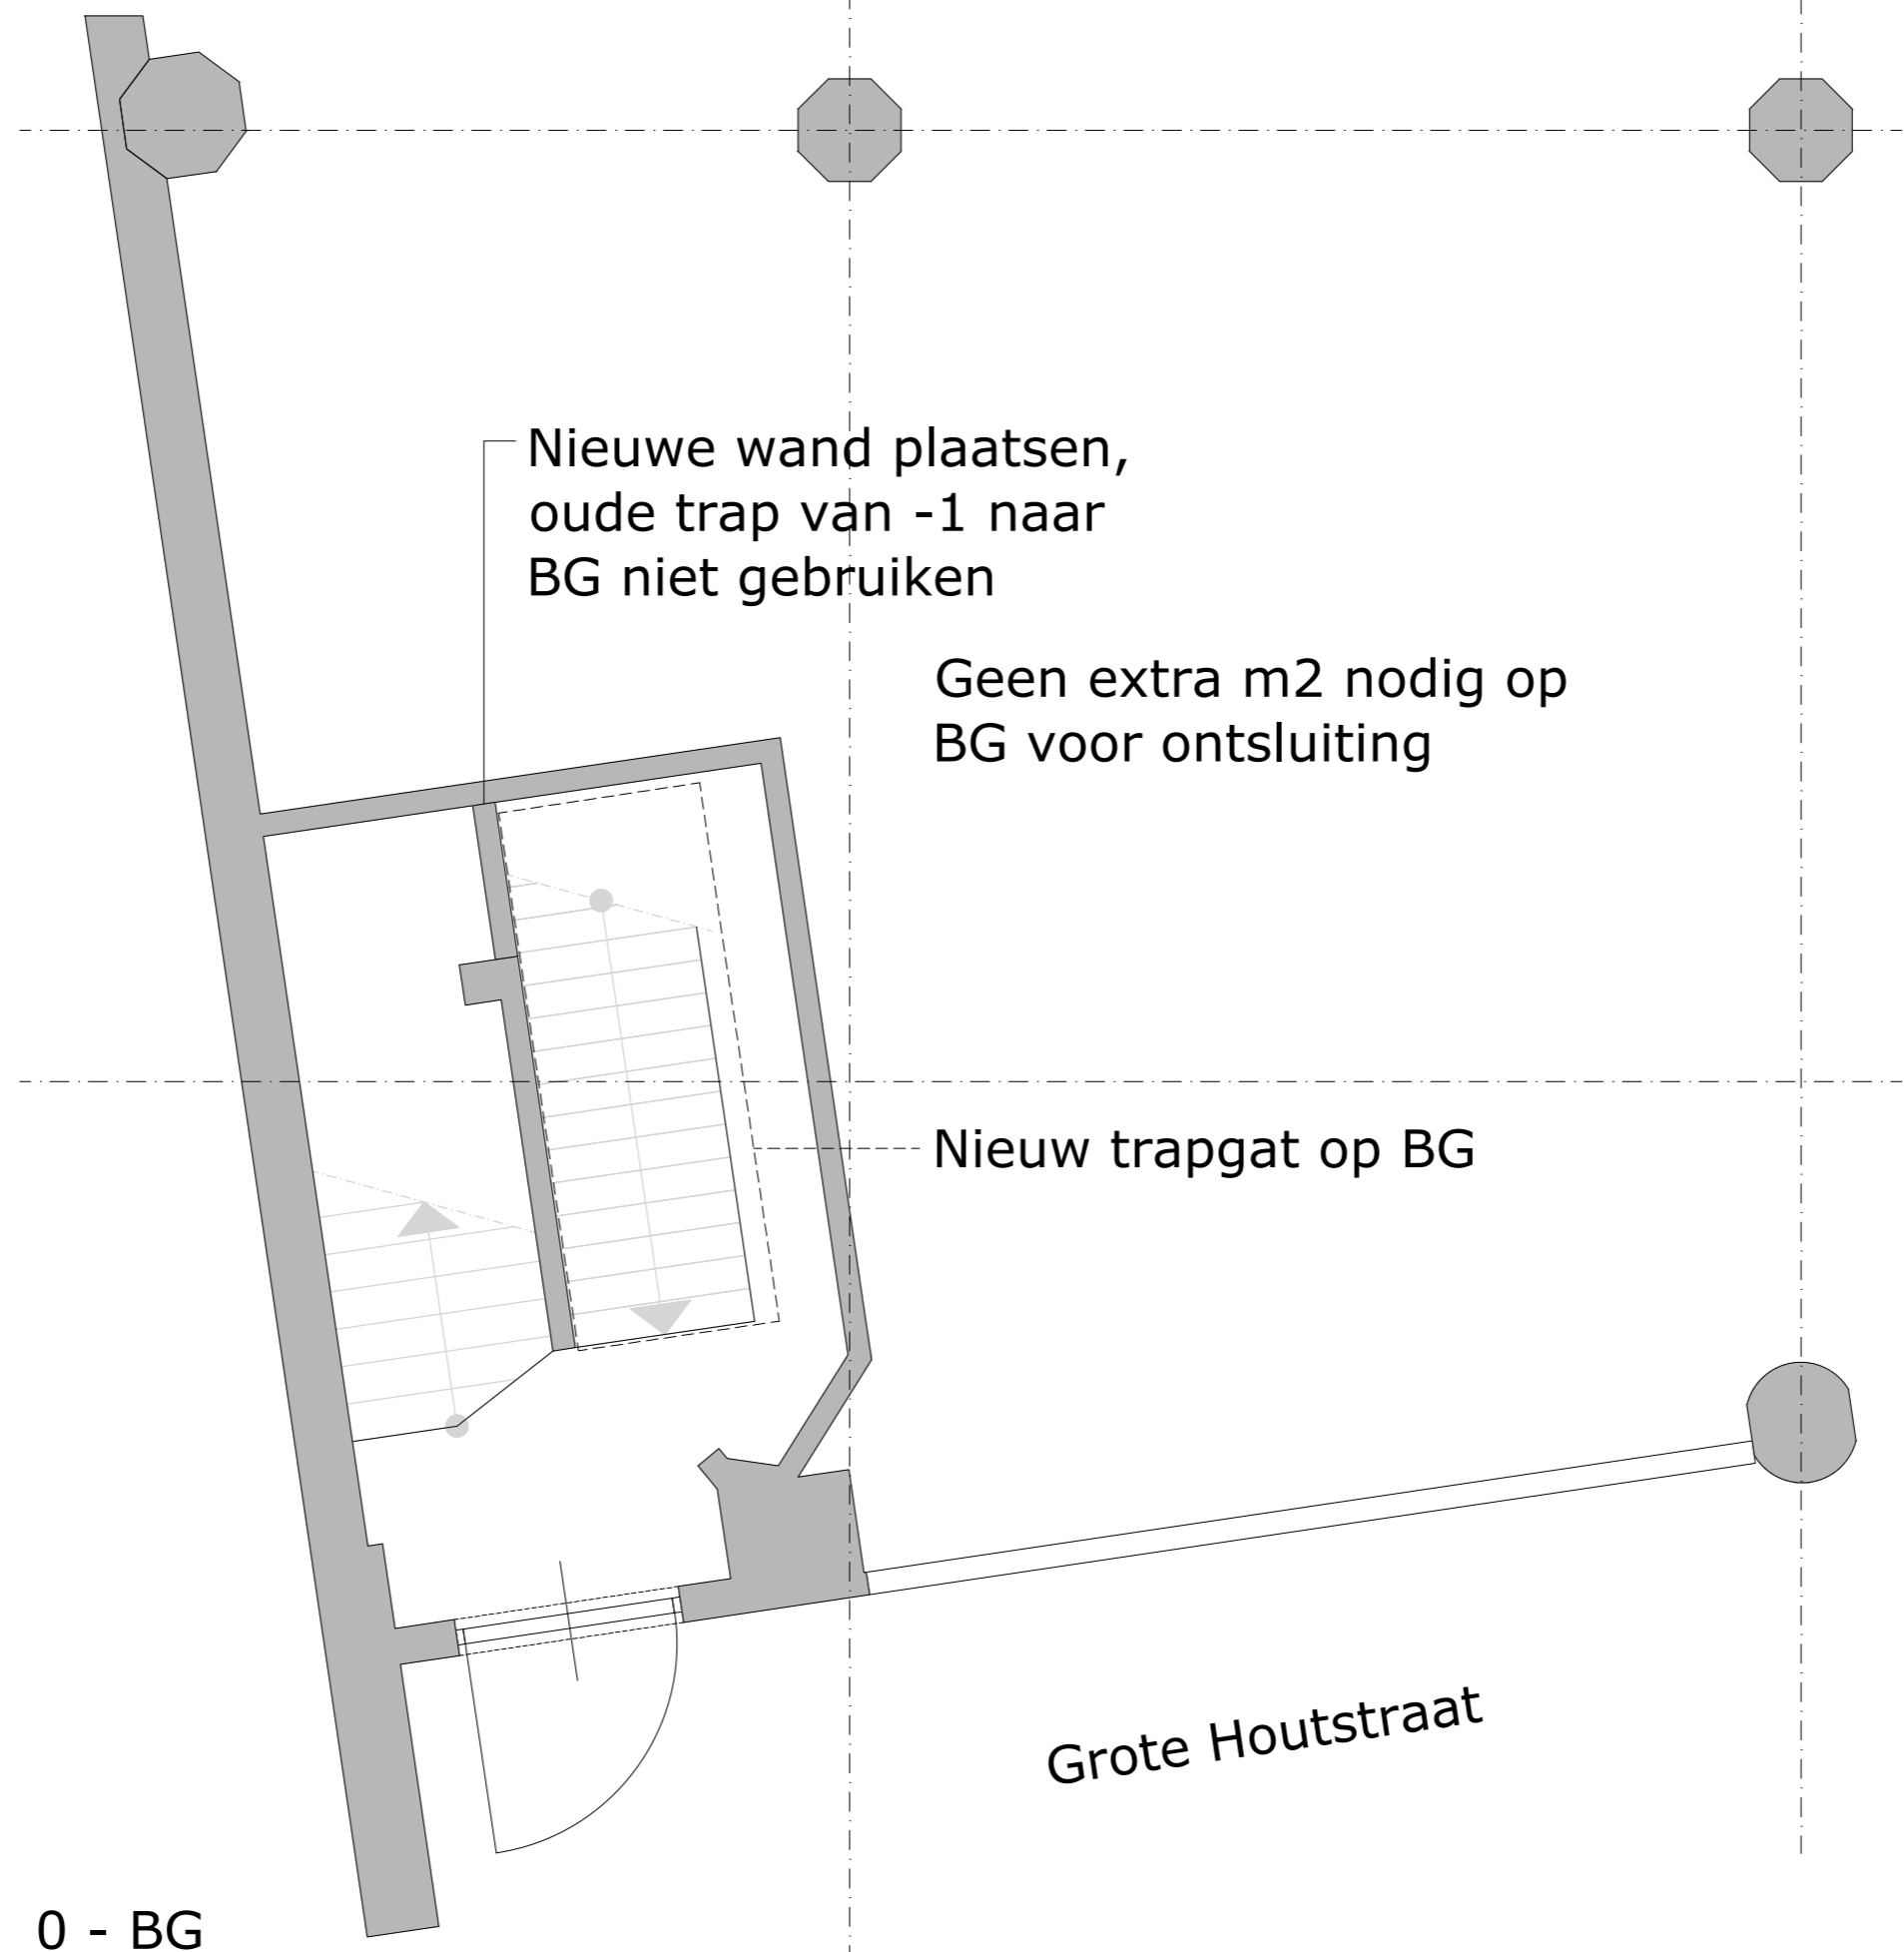 Nieuwe wand plaatsen,
oude trap van -1 naar
BG niet gebruiken
Geen extra m2 nodig op
BG voor ontsluiting
Nieuw trapgat op BG
Grote Houtstraat
0 - BG